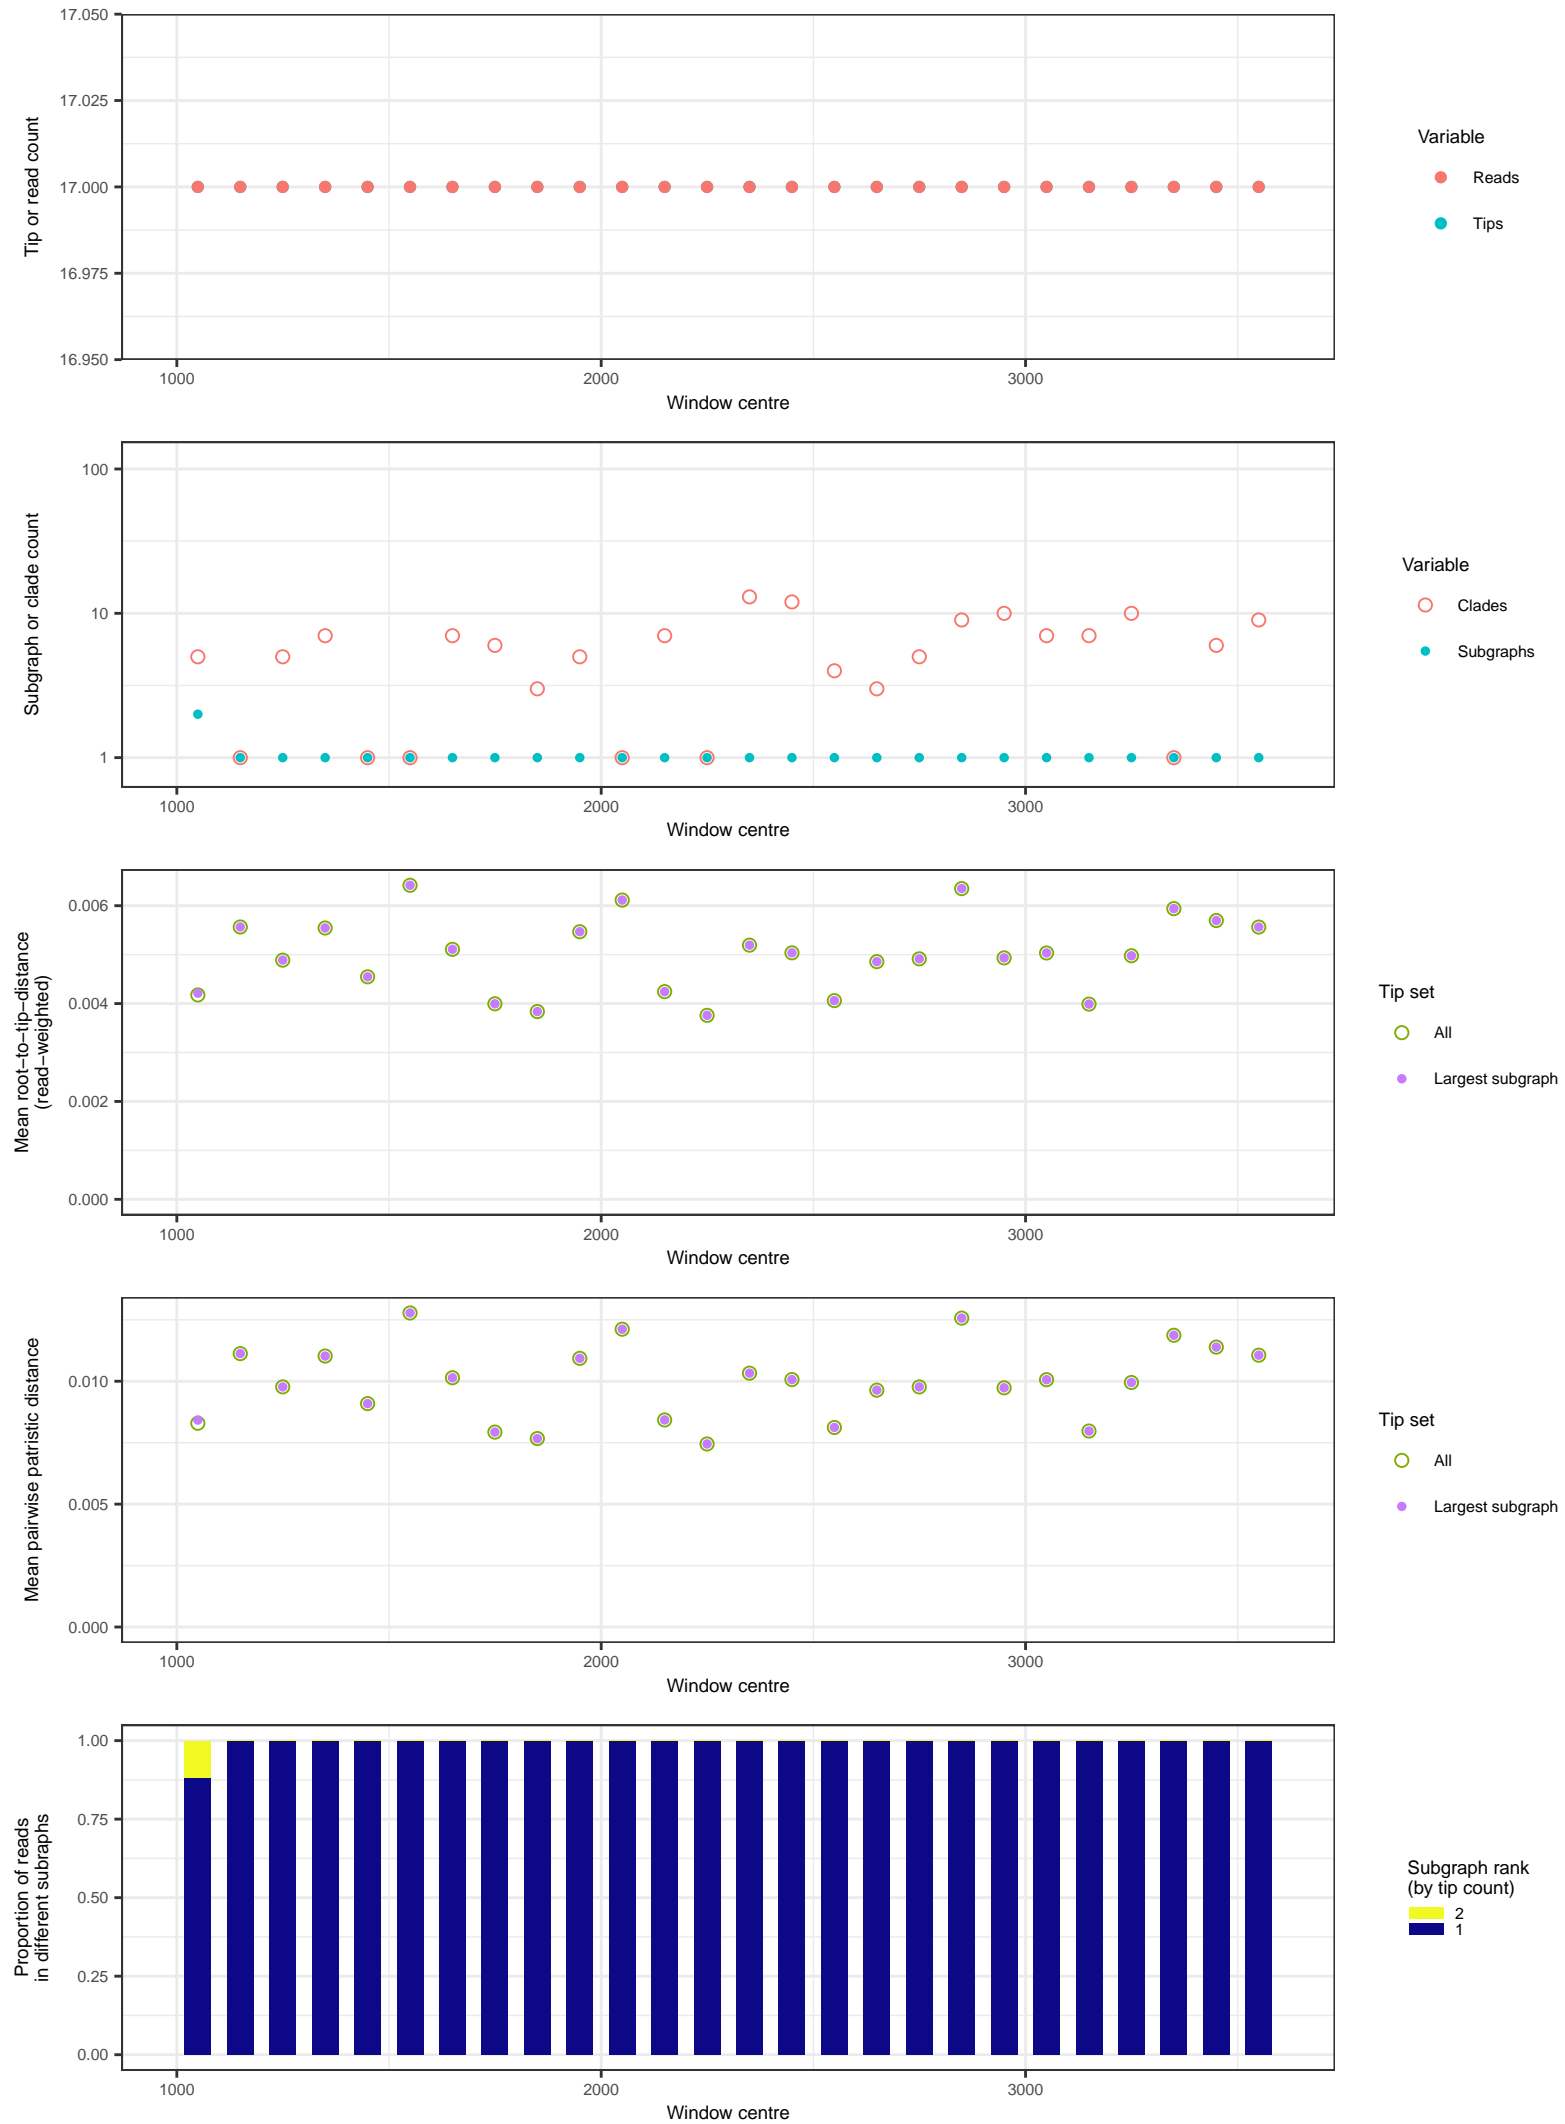 17.050
17.025
17.000
16.975
16.950
Tip or read count
1000
2000
3000
Window centre
Variable
Reads
Tips
100
10
1
Subgraph or clade count
1000
2000
3000
Window centre
Variable
Clades
Subgraphs
0.006
0.004
0.002
0.000
Mean root−to−tip−distance
(read−weighted)
1000
2000
3000
Window centre
Tip set
All
Largest subgraph
0.010
0.005
0.000
Mean pairwise patristic distance
1000
2000
3000
Window centre
Tip set
All
Largest subgraph
1.00
0.75
0.50
0.25
0.00
Proportion of reads
in different subraphs
1000
2000
3000
Window centre
Subgraph rank
(by tip count)
2
1